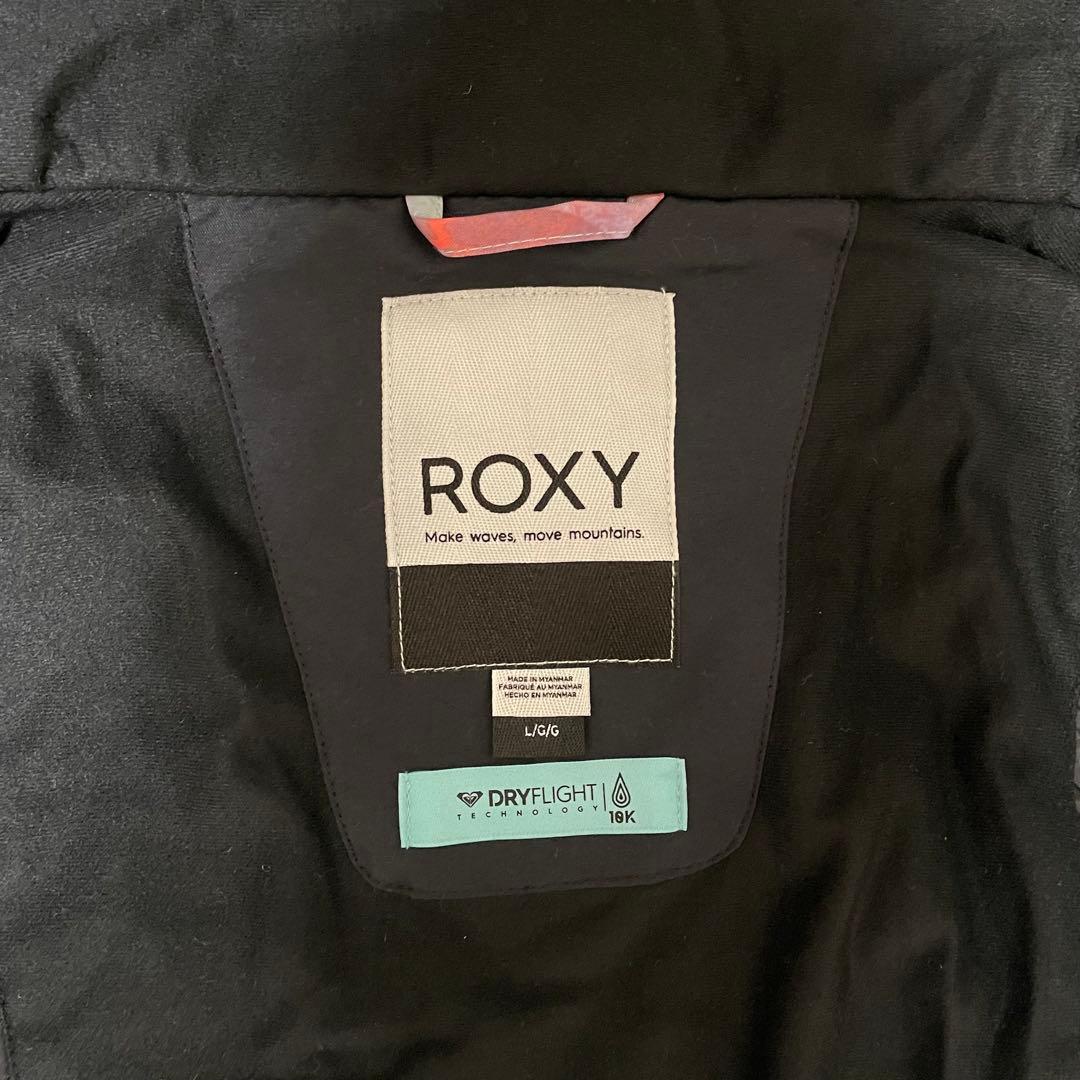 ROXY
Make waves, move mountains.
MADE IN MYANMAR
FABRIQUÉ AU MYANMAR
HECHO EN MYANMAR
L/G/G
DRYFLIGHT
TECHNOLOGY
10K